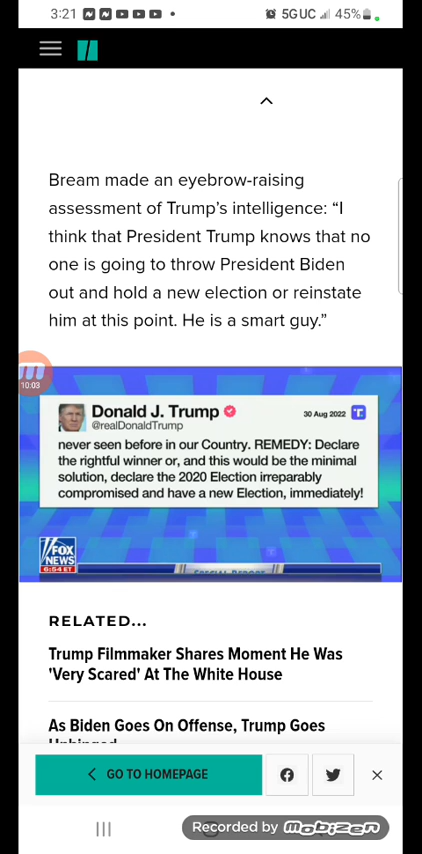 3:21
5GUC
45%
Bream made an eyebrow-raising
assessment of Trump's intelligence: “I
think that President Trump knows that no
one is going to throw President Biden
out and hold a new election or reinstate
him at this point. He is a smart guy.”
10:03
Donald J. Trump
30 Aug 2022
@realDonaldTrump
never seen before in our Country. REMEDY: Declare
the rightful winner or, and this would be the minimal
solution, declare the 2020 Election irreparably
compromised and have a new Election, immediately!
FOX
NEWS
6:54 ET
SPECIAL REPORT
RELATED...
Trump Filmmaker Shares Moment He Was
'Very Scared' At The White House
As Biden Goes On Offense, Trump Goes
Unhinged
GO TO HOMEPAGE
Recorded by Mobizen